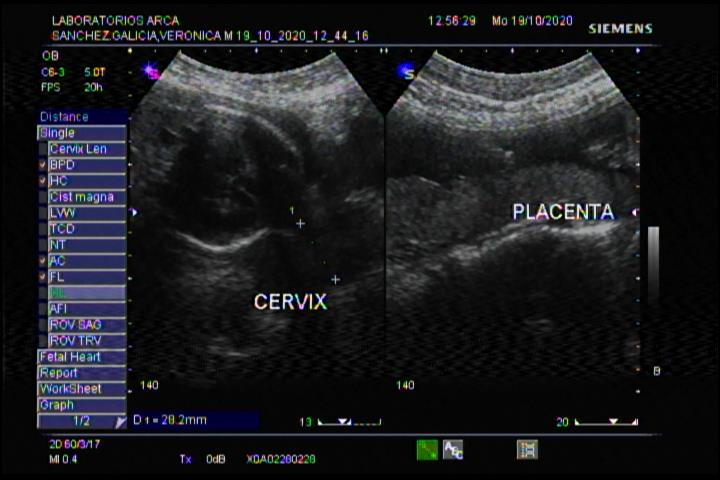 LABORATORIOS ARCA
12:56:29 Mo 19/10/2020
SIEMENS
SANCHEZ,GALICIA,VERONICA M 19_10_2020_12_44_16
OB
C6-3 5.0T
FPS 20h
S
S
Distance
Single
Cervix Len
BPD
HC
Cist magna
LVW
TCD
NT
AC
FL
AFI
ROV SAG
ROV TRV
Fetal Heart
Report
WorkSheet
Graph
1/2
1
CERVIX
PLACENTA
B
140
140
D1 = 28.2mm
13
20
2D 60/3/17
MI 0.4
Tx 0dB X0A02280228
ABC